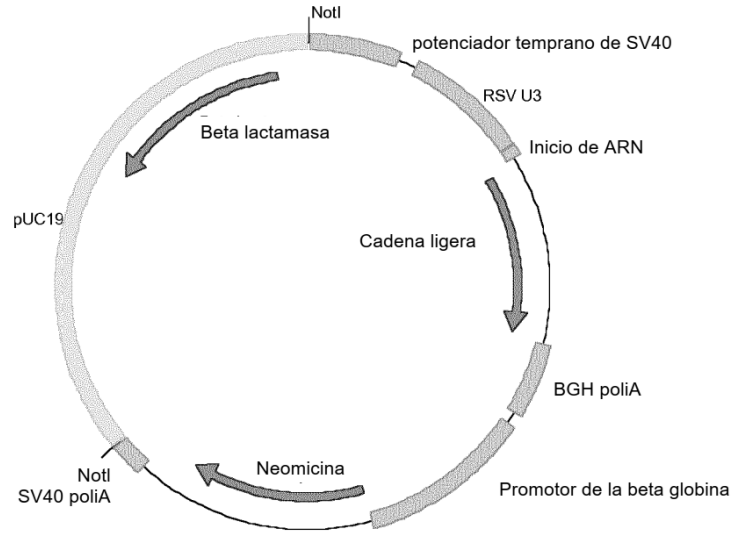 NotI
potenciador temprano de SV40
RSV U3
Inicio de ARN
Beta lactamasa
pUC19
Cadena ligera
BGH poliA
Neomicina
NotI
SV40 poliA
Promotor de la beta globina